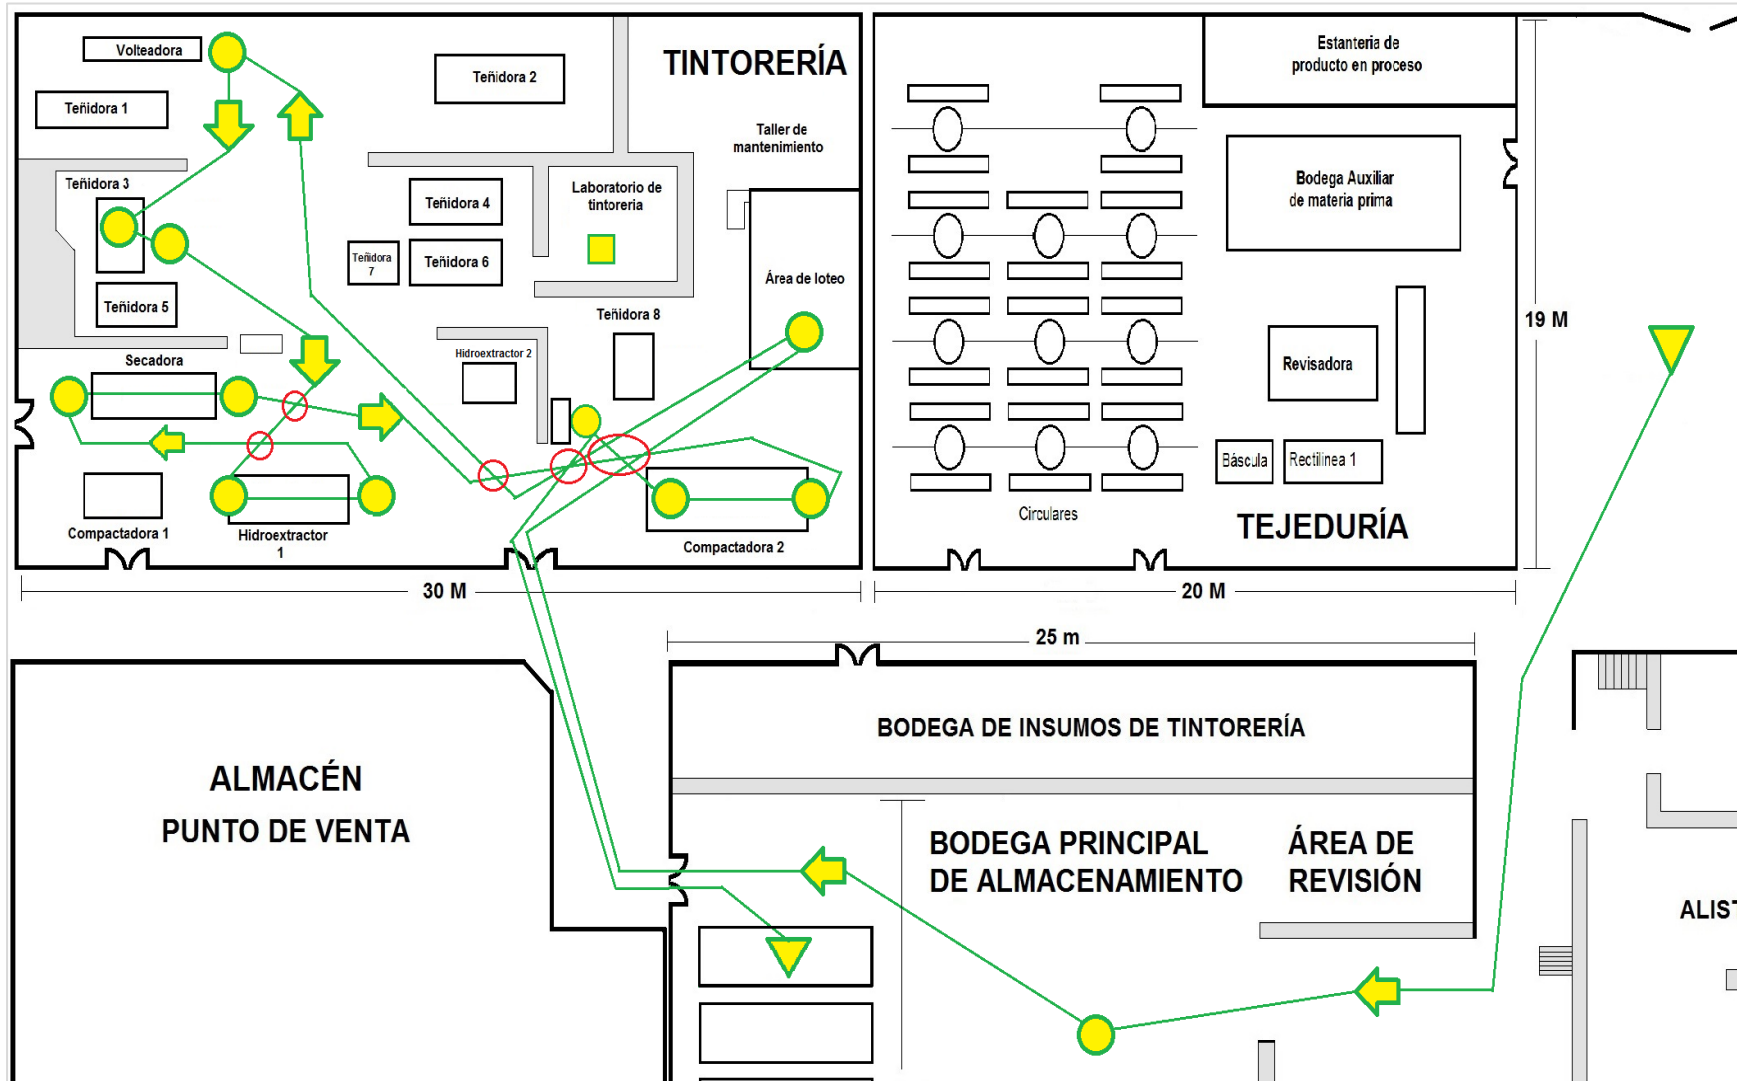 Volteadora
Teñidora 1
Teñidora 2
TINTORERÍA
Taller de
mantenimiento
Teñidora 3
Teñidora 4
Laboratorio de
tintoreria
Teñidora
7
Teñidora 6
Área de loteo
Teñidora 5
Teñidora 8
Secadora
Hidroextractor 2
Compactadora 1
Hidroextractor
1
Compactadora 2
30 M
Estanteria de
producto en proceso
Bodega Auxiliar
de materia prima
Revisadora
Báscula
Rectilinea 1
Circulares
TEJEDURÍA
19 M
20 M
25 m
BODEGA DE INSUMOS DE TINTORERÍA
ALMACÉN
PUNTO DE VENTA
BODEGA PRINCIPAL
DE ALMACENAMIENTO
ÁREA DE
REVISIÓN
ALIST